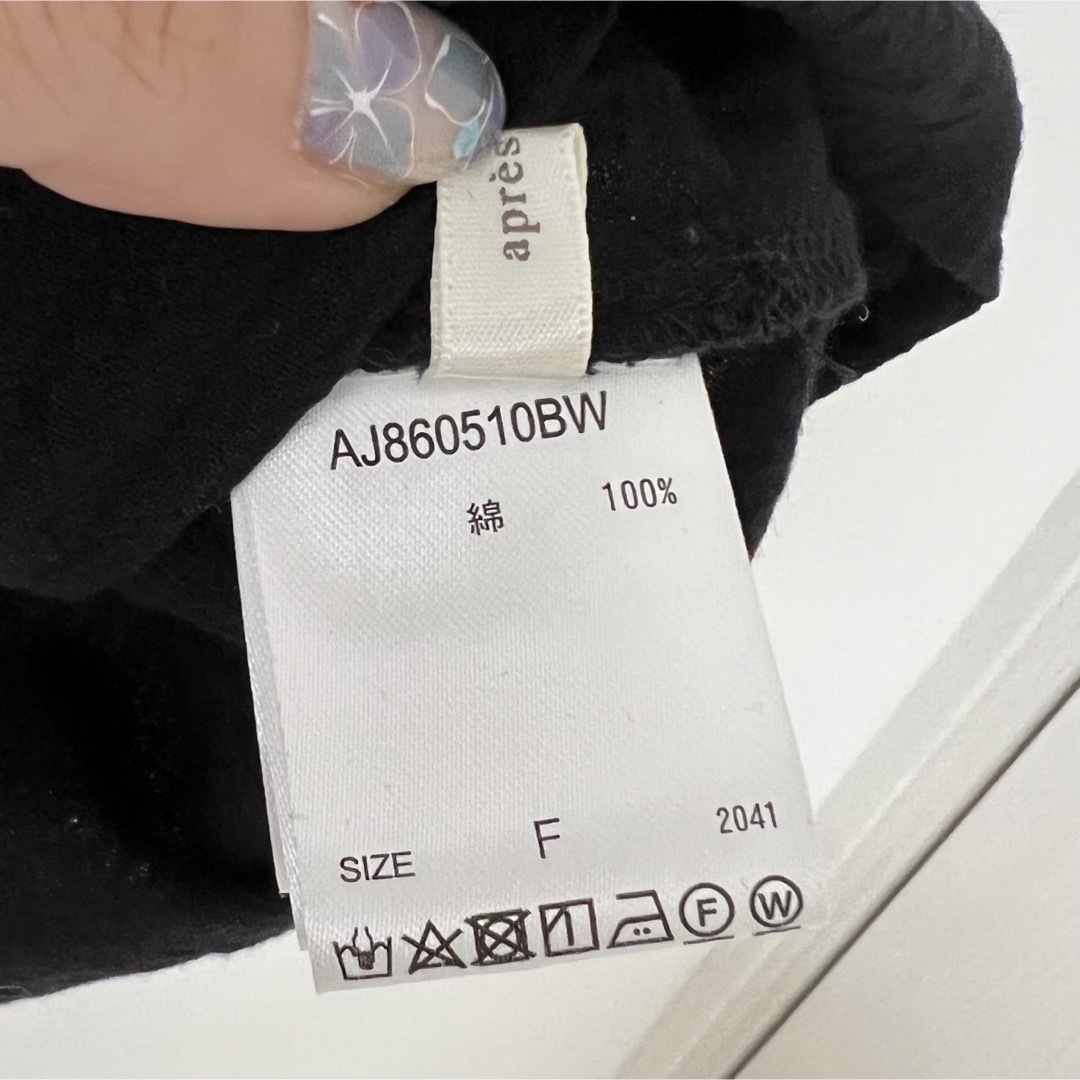 après
AJ860510BW
綿 100%
SIZE F 2041
F W